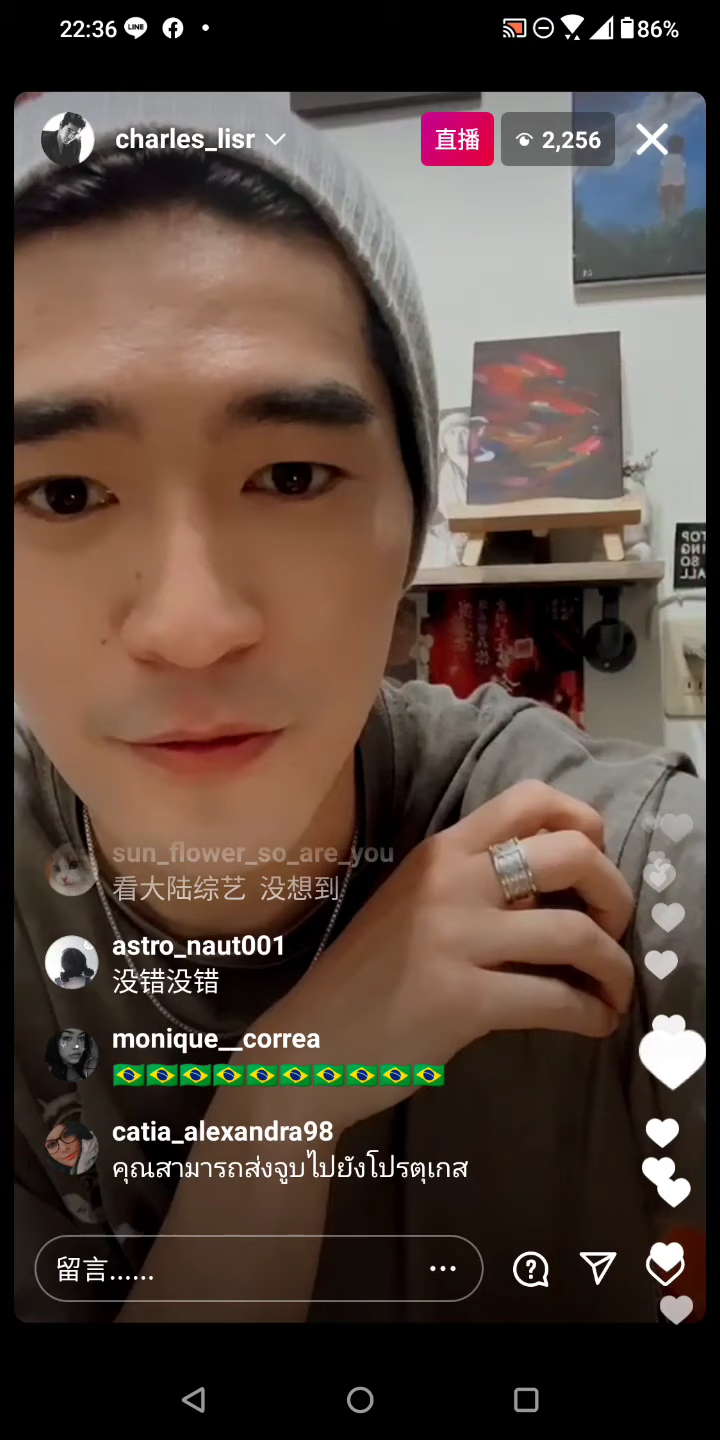 22:36
LINE
86%
charles_lisr
直播
2,256
sun_flower_so_are_you
看大陆综艺 没想到
astro_naut001
没错没错
monique__correa
🇧🇷🇧🇷🇧🇷🇧🇷🇧🇷🇧🇷🇧🇷🇧🇷🇧🇷🇧🇷
catia_alexandra98
คุณสามารถส่งจูบไปยังโปรตุเกส
留言......